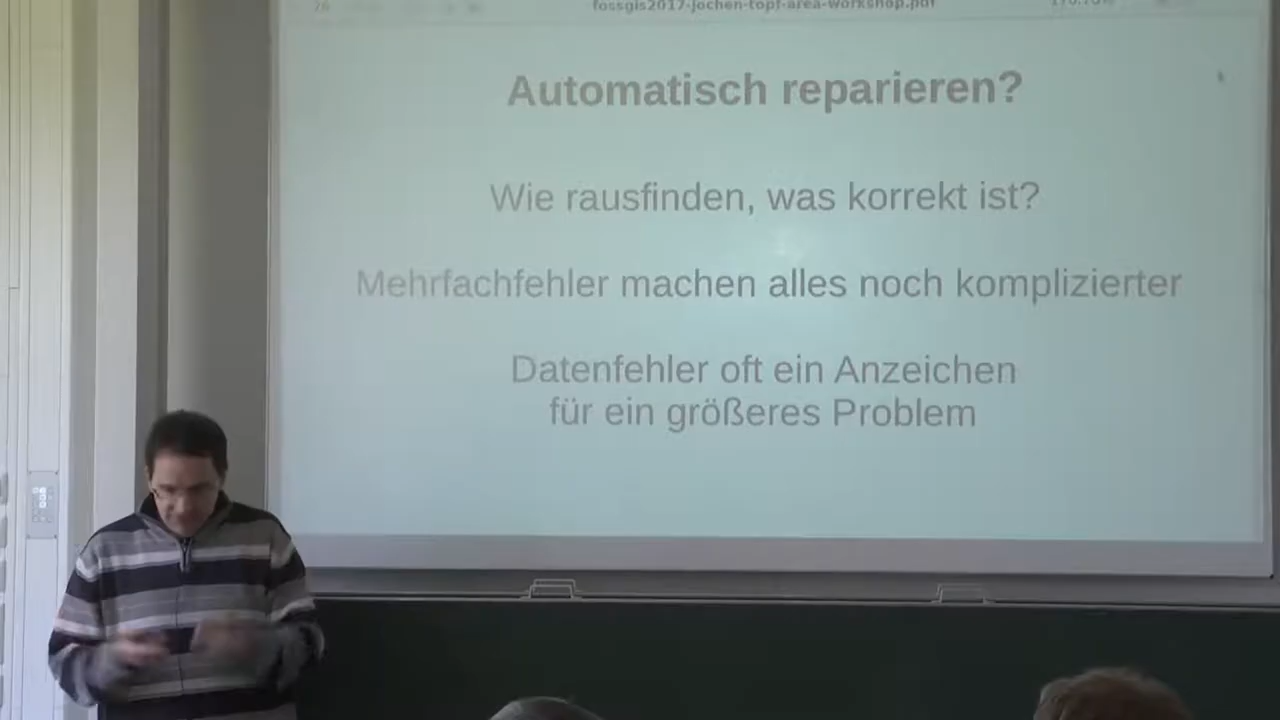 26
fossgis2017-jochen-topf-area-workshop.pdf
Automatisch reparieren?
Wie rausfinden, was korrekt ist?
Mehrfachfehler machen alles noch komplizierter
Datenfehler oft ein Anzeichen
für ein größeres Problem